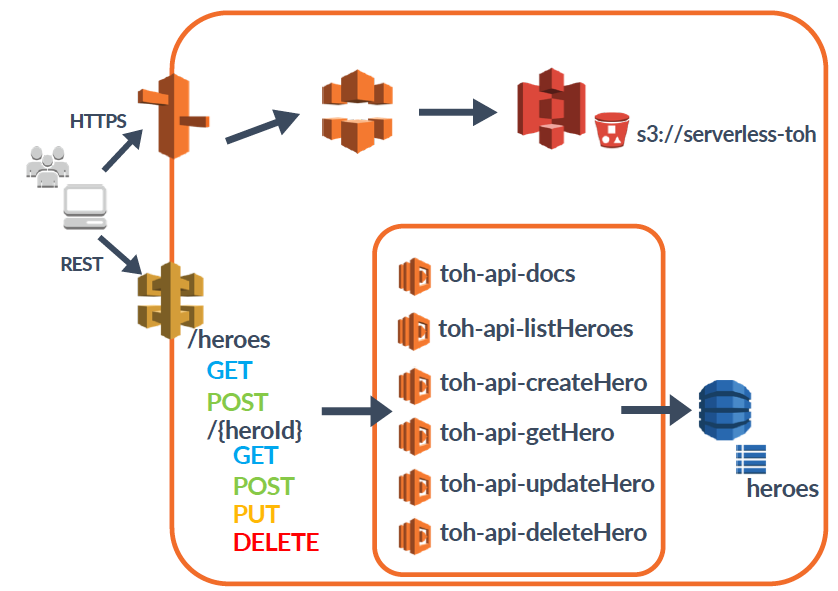 HTTPS
s3://serverless-toh
REST
/heroes
GET
POST
/{heroId}
GET
POST
PUT
DELETE
toh-api-docs
toh-api-listHeroes
toh-api-createHero
toh-api-getHero
toh-api-updateHero
toh-api-deleteHero
heroes